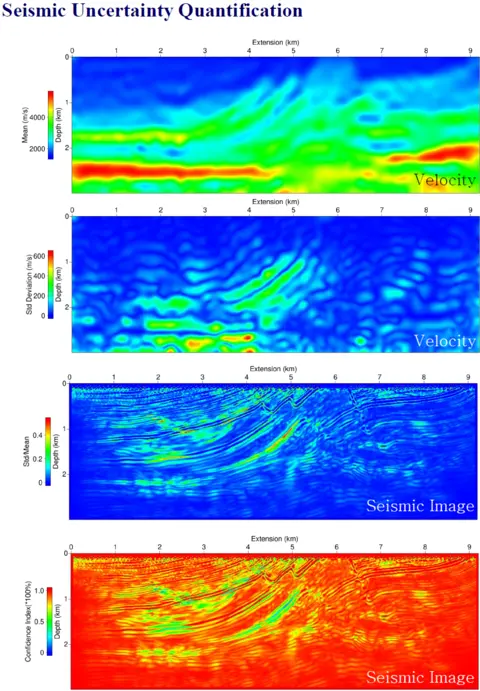 Seismic Uncertainty Quantification
Extension (km)
0 1 2 3 4 5 6 7 8 9
Mean (m/s)
4000
2000
Depth (km)
0
1
2
Velocity
Extension (km)
0 1 2 3 4 5 6 7 8 9
Std Deviation (m/s)
600
400
200
0
Depth (km)
0
1
2
Velocity
Extension (km)
0 1 2 3 4 5 6 7 8 9
Std/Mean
0.4
0.2
0
Depth (km)
0
1
2
Seismic Image
Extension (km)
0 1 2 3 4 5 6 7 8 9
Confidence Index(*100%)
1.0
0.5
0
Depth (km)
0
1
2
Seismic Image